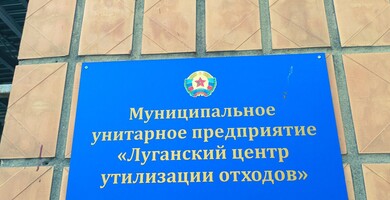 Муниципальное
унитарное предприятие
«Луганский центр
утилизации отходов»